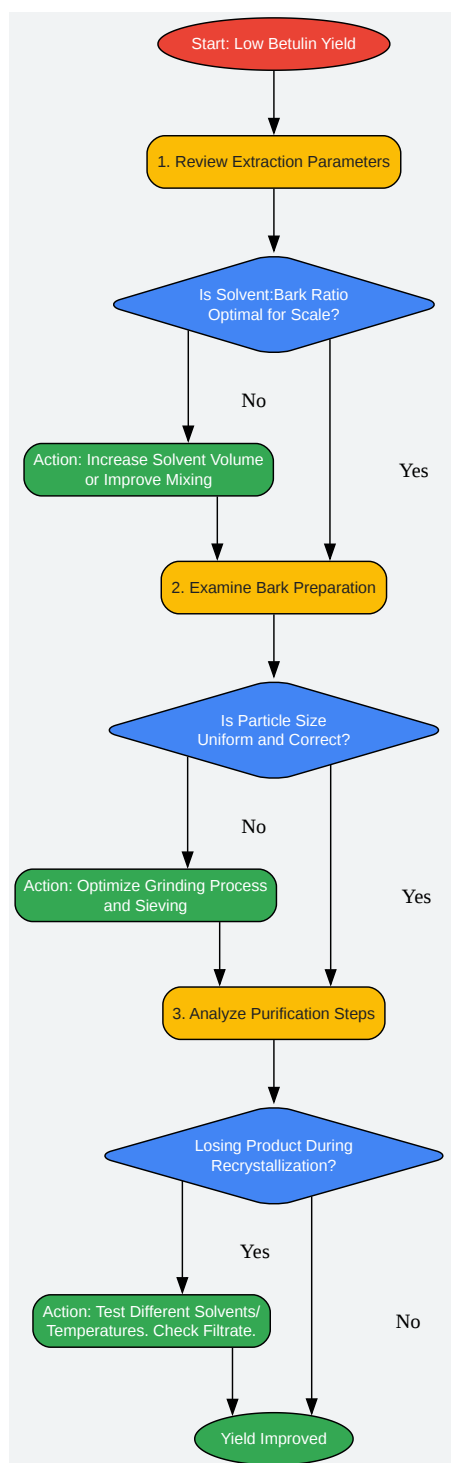 Start: Low Betulin Yield
1. Review Extraction Parameters
Is Solvent:Bark Ratio
Optimal for Scale?
No
Action: Increase Solvent Volume
or Improve Mixing
Yes
2. Examine Bark Preparation
Is Particle Size
Uniform and Correct?
No
Action: Optimize Grinding Process
and Sieving
Yes
3. Analyze Purification Steps
Losing Product During
Recrystallization?
Yes
Action: Test Different Solvents/
Temperatures. Check Filtrate.
No
Yield Improved